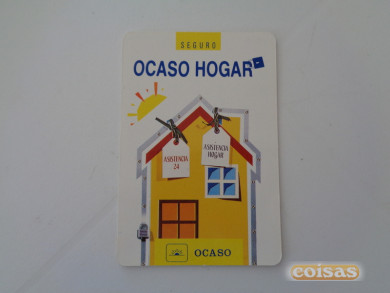 SEGURO
OCASO HOGAR
ASISTENCIA
24
ASISTENCIA
HOGAR
OCASO
coisas